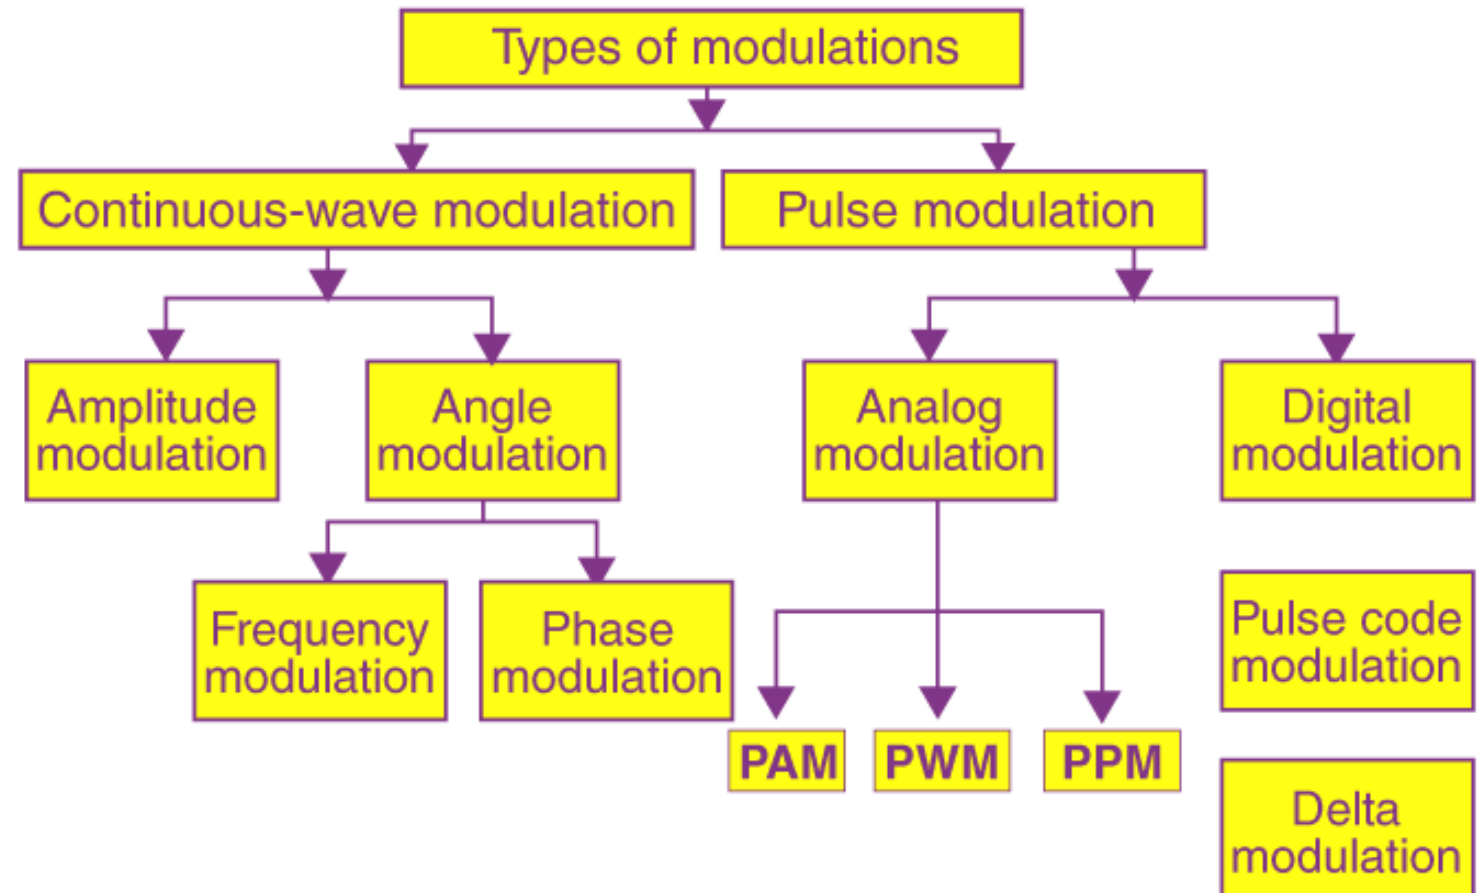 Types of modulations
Continuous-wave modulation
Pulse modulation
Amplitude
modulation
Angle
modulation
Analog
modulation
Digital
modulation
Frequency
modulation
Phase
modulation
Pulse code
modulation
PAM
PWM
PPM
Delta
modulation